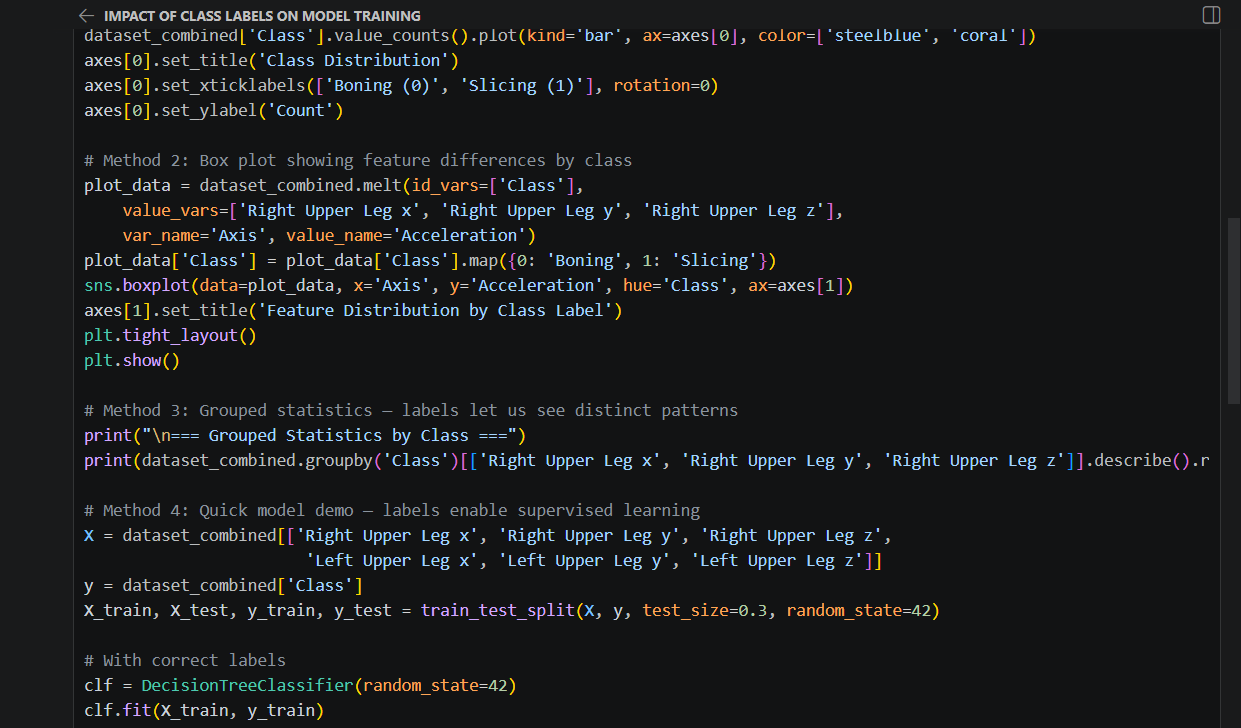 IMPACT OF CLASS LABELS ON MODEL TRAINING
dataset_combined['Class'].value_counts().plot(kind='bar', ax=axes[0], color=['steelblue', 'coral'])
axes[0].set_title('Class Distribution')
axes[0].set_xticklabels(['Boning (0)', 'Slicing (1)'], rotation=0)
axes[0].set_ylabel('Count')

# Method 2: Box plot showing feature differences by class
plot_data = dataset_combined.melt(id_vars=['Class'],
    value_vars=['Right Upper Leg x', 'Right Upper Leg y', 'Right Upper Leg z'],
    var_name='Axis', value_name='Acceleration')
plot_data['Class'] = plot_data['Class'].map({0: 'Boning', 1: 'Slicing'})
sns.boxplot(data=plot_data, x='Axis', y='Acceleration', hue='Class', ax=axes[1])
axes[1].set_title('Feature Distribution by Class Label')
plt.tight_layout()
plt.show()

# Method 3: Grouped statistics — labels let us see distinct patterns
print("\n=== Grouped Statistics by Class ===")
print(dataset_combined.groupby('Class')[['Right Upper Leg x', 'Right Upper Leg y', 'Right Upper Leg z']].describe().r

# Method 4: Quick model demo — labels enable supervised learning
X = dataset_combined[['Right Upper Leg x', 'Right Upper Leg y', 'Right Upper Leg z',
                       'Left Upper Leg x', 'Left Upper Leg y', 'Left Upper Leg z']]
y = dataset_combined['Class']
X_train, X_test, y_train, y_test = train_test_split(X, y, test_size=0.3, random_state=42)

# With correct labels
clf = DecisionTreeClassifier(random_state=42)
clf.fit(X_train, y_train)